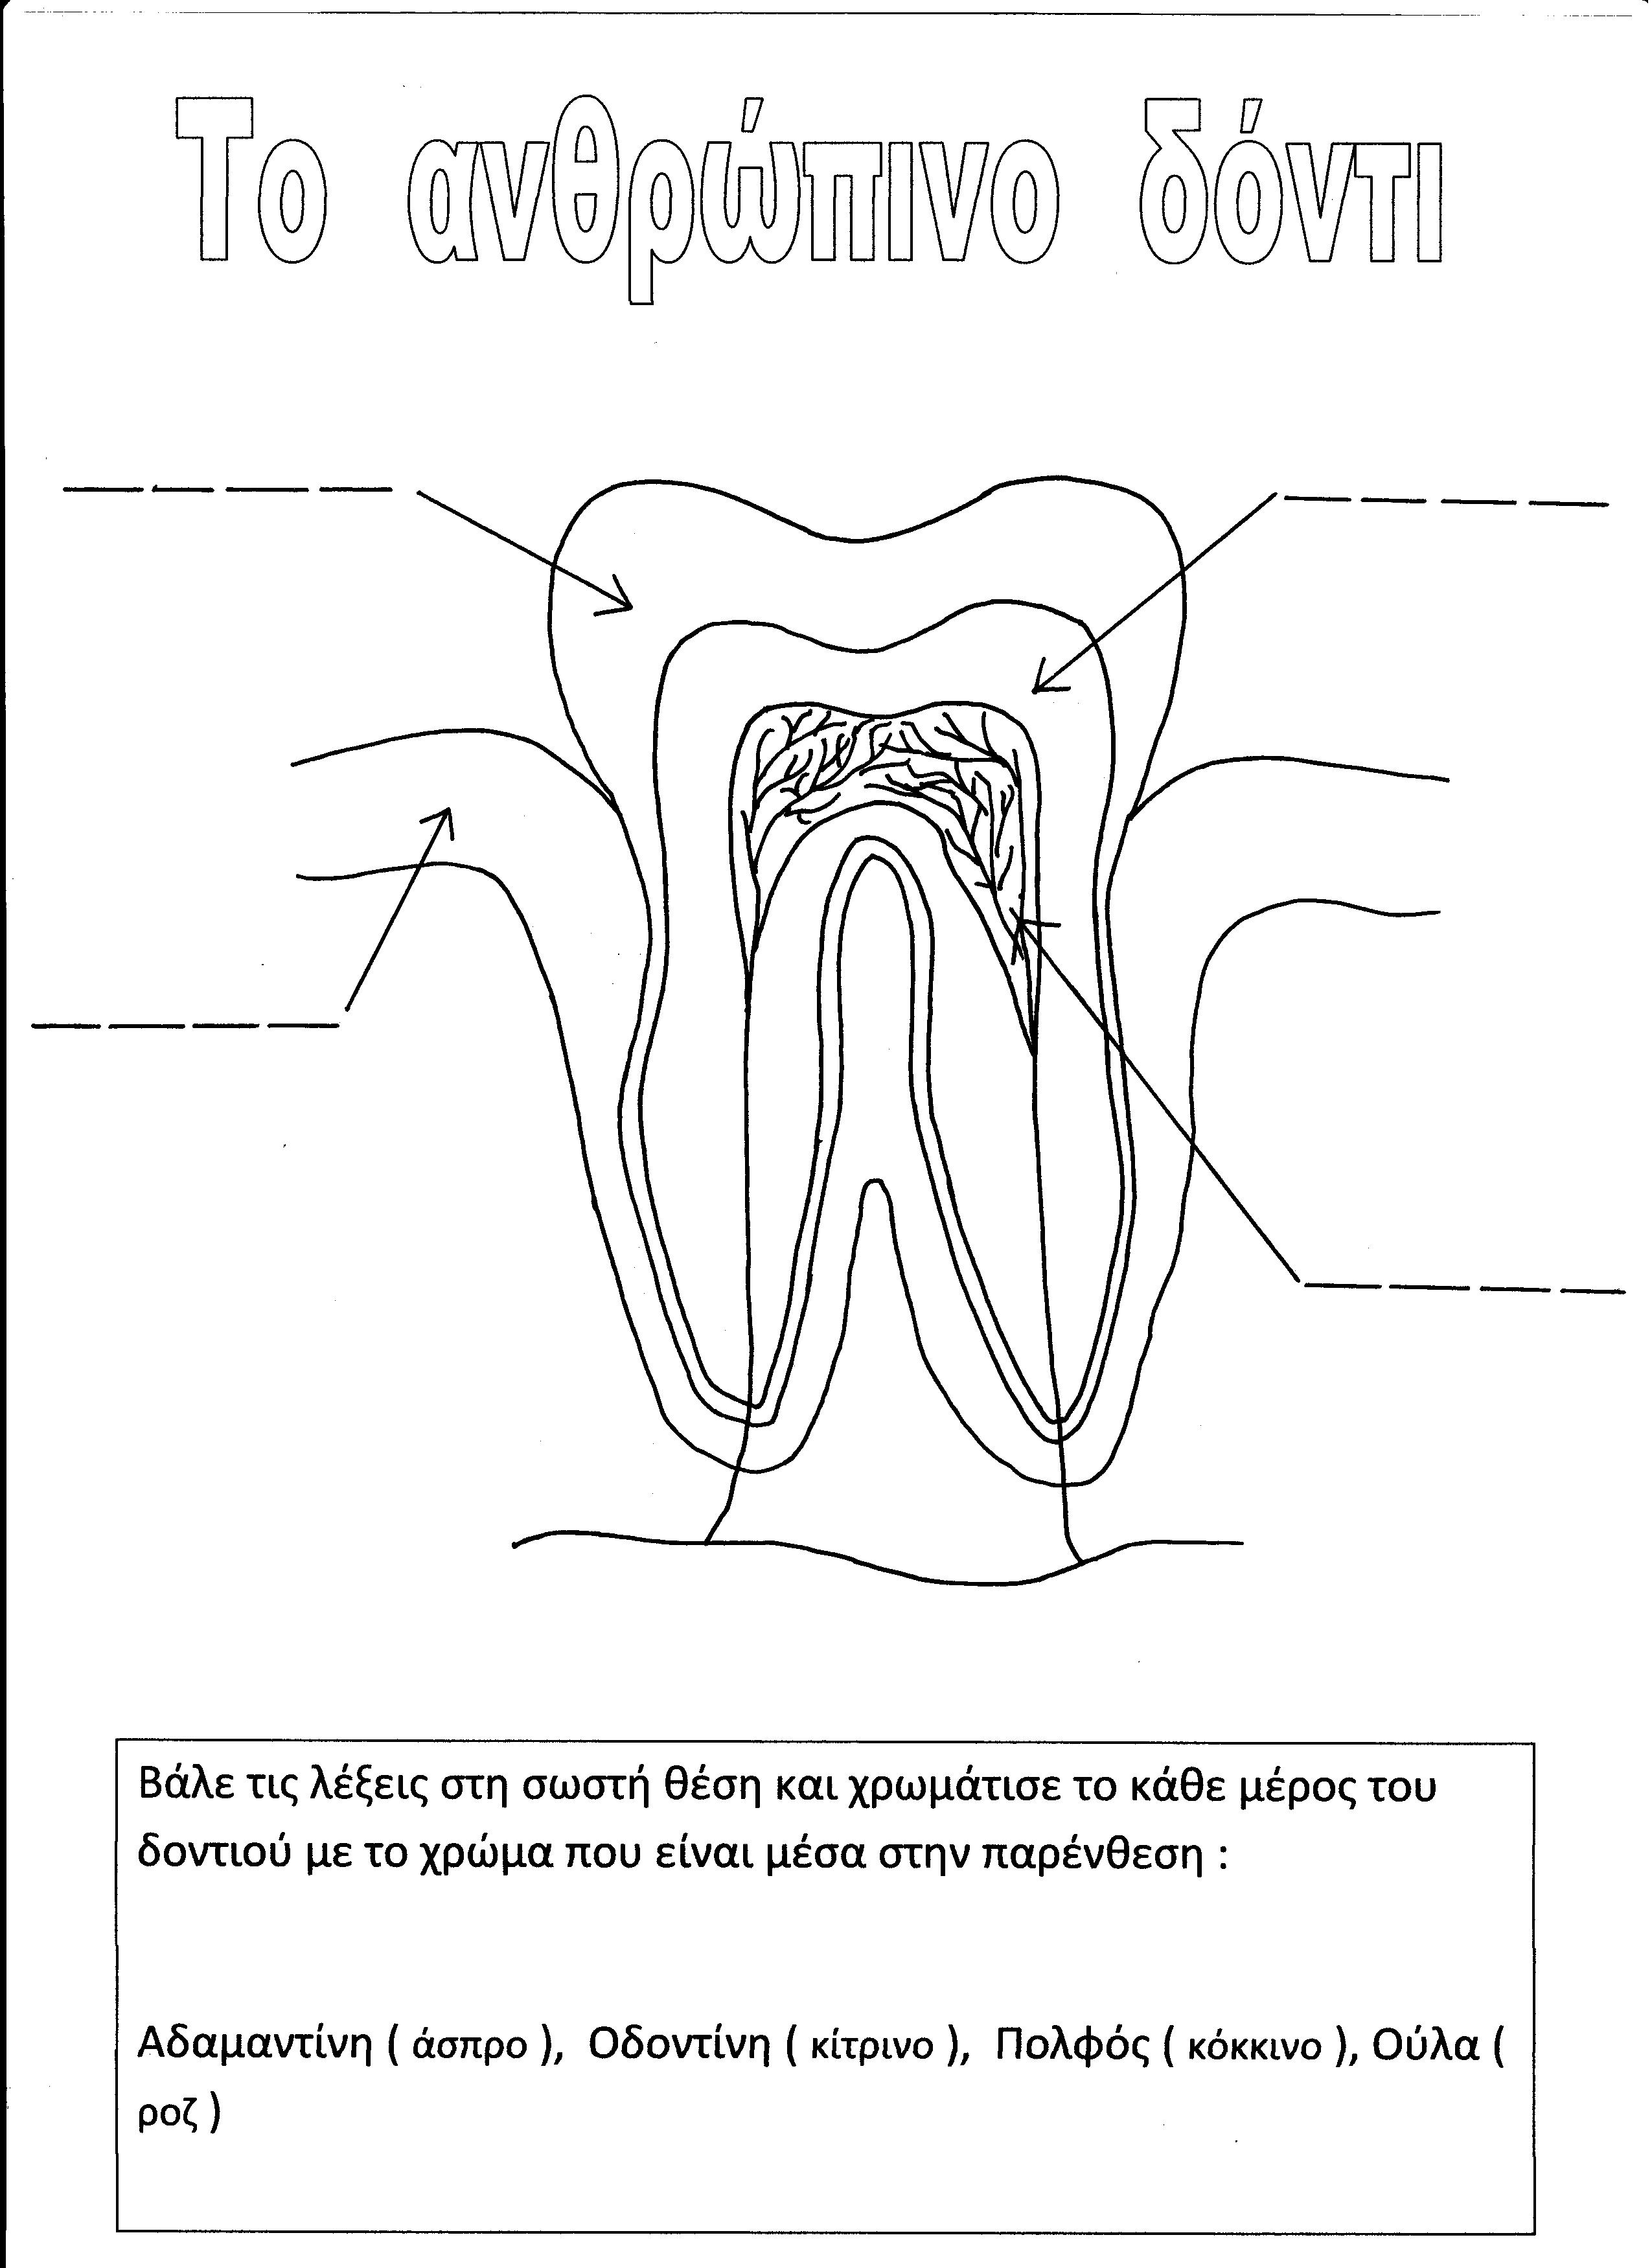 Το ανθρώπινο δόντι
Βάλε τις λέξεις στη σωστή θέση και χρωμάτισε το κάθε μέρος του
δοντιού με το χρώμα που είναι μέσα στην παρένθεση :
Αδαμαντίνη ( άσπρο ), Οδοντίνη ( κίτρινο ), Πολφός ( κόκκινο ), Ούλα (
ροζ )